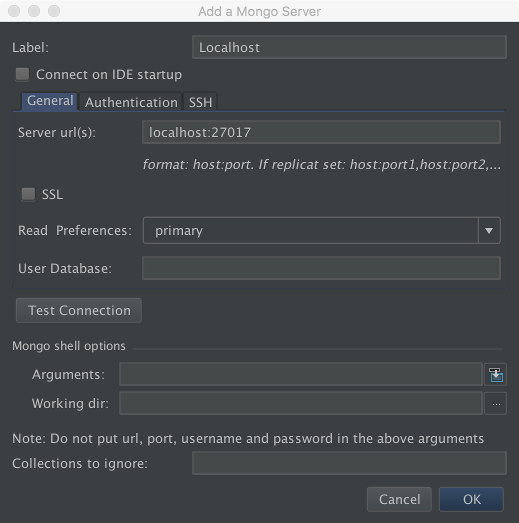 Add a Mongo Server
Label: Localhost
Connect on IDE startup
General Authentication SSH
Server url(s): localhost:27017
format: host:port. If replicat set: host:port1,host:port2,...
SSL
Read Preferences: primary
User Database:
Test Connection
Mongo shell options
Arguments:
Working dir: ...
Note: Do not put url, port, username and password in the above arguments
Collections to ignore:
Cancel OK